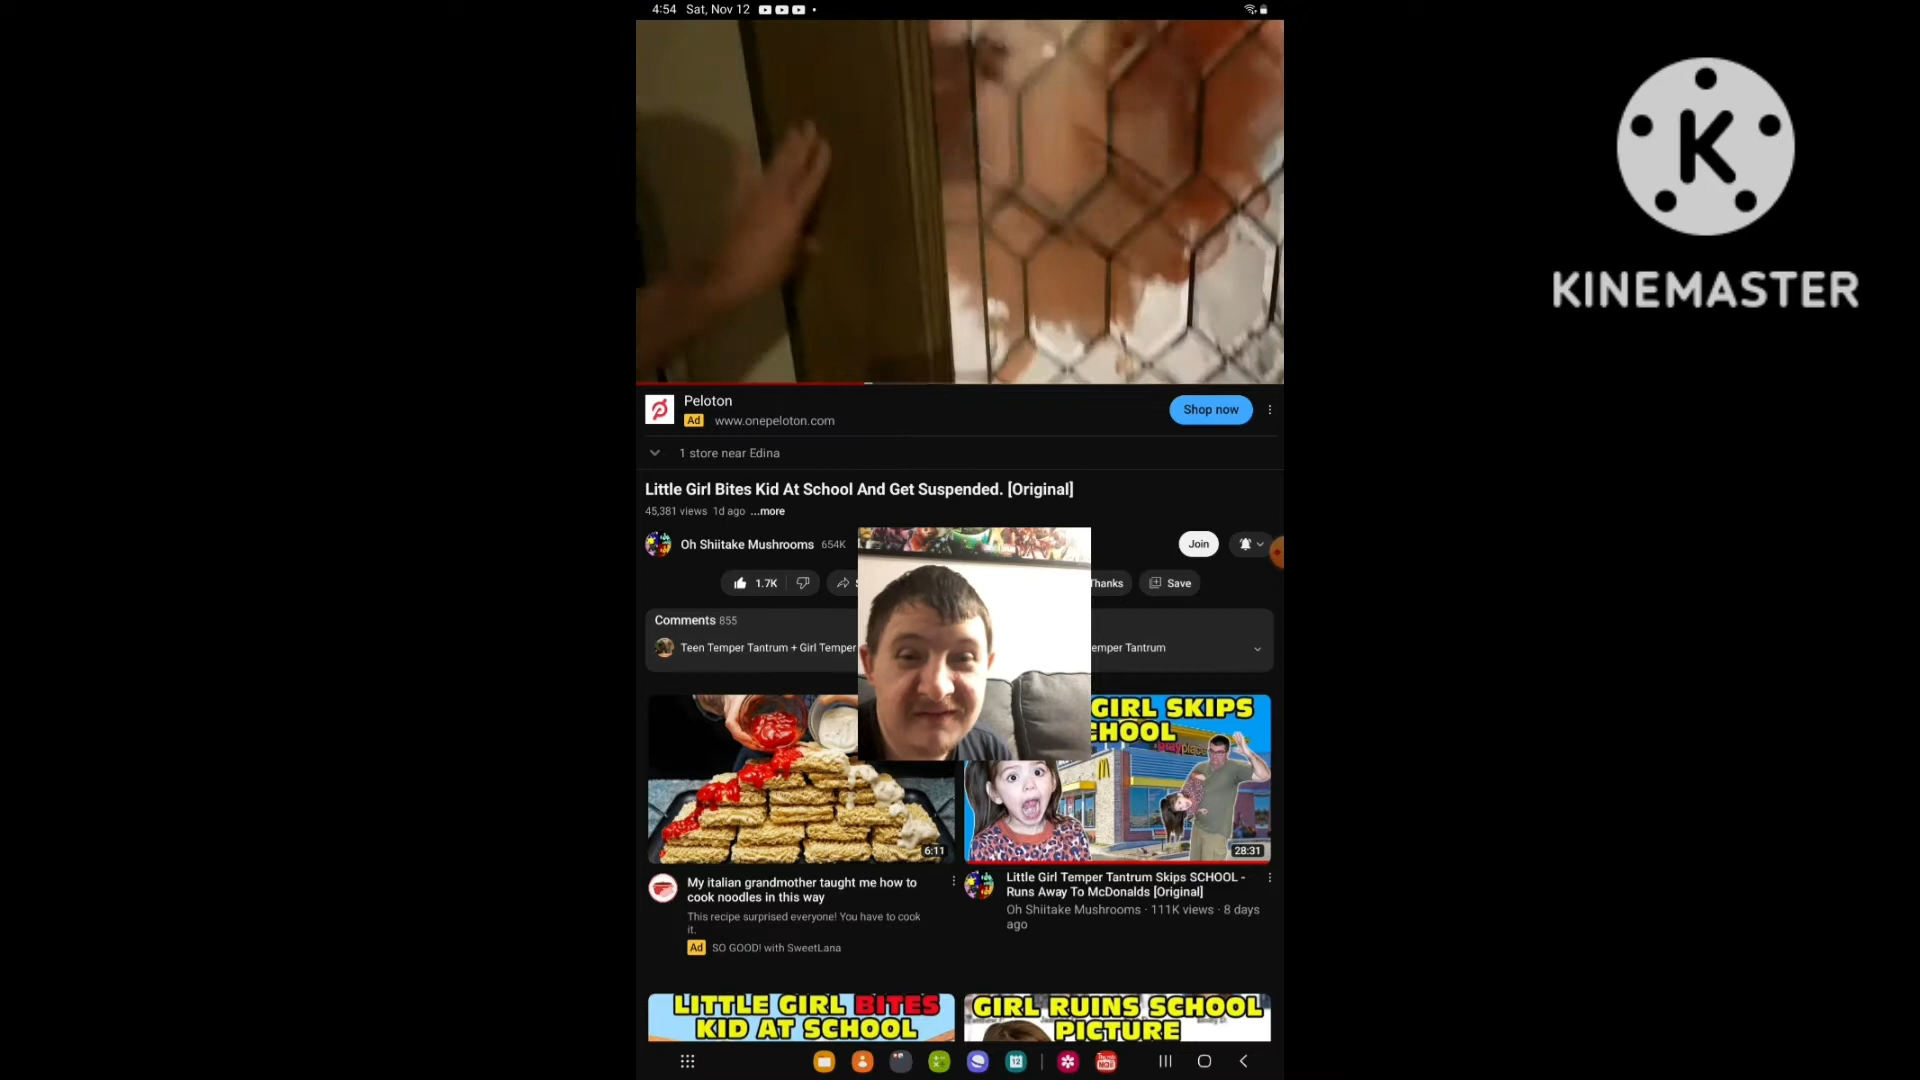 4:54 Sat, Nov 12
KINEMASTER
Peloton
Ad www.onepeloton.com
Shop now
1 store near Edina
Little Girl Bites Kid At School And Get Suspended. [Original]
45,381 views 1d ago ...more
Oh Shiitake Mushrooms 654K
Join
1.7K
Thanks
Save
Comments 855
Teen Temper Tantrum + Girl Temper
emper Tantrum
GIRL SKIPS
HOOL
6:11
28:31
My italian grandmother taught me how to
cook noodles in this way
This recipe surprised everyone! You have to cook
it.
Ad SO GOOD! with SweetLana
Little Girl Temper Tantrum Skips SCHOOL -
Runs Away To McDonalds [Original]
Oh Shiitake Mushrooms · 111K views · 8 days
ago
LITTLE GIRL BITES
KID AT SCHOOL
GIRL RUINS SCHOOL
PICTURE